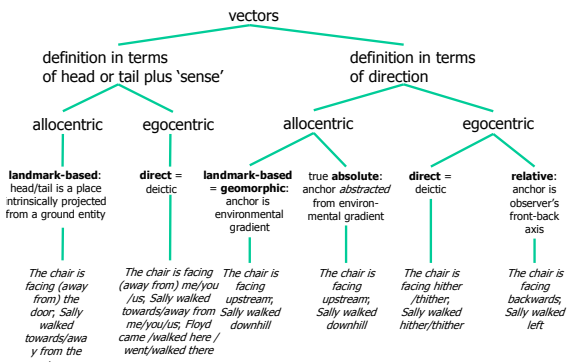 vectors
definition in terms
of head or tail plus ‘sense’
definition in terms
of direction
allocentric
egocentric
allocentric
egocentric
landmark-based:
head/tail is a place
intrinsically projected
from a ground entity
direct =
deictic
landmark-based
= geomorphic:
anchor is
environmental
gradient
true absolute:
anchor abstracted
from environ-
mental gradient
direct =
deictic
relative:
anchor is
observer’s
front-back
axis
The chair is
facing (away
from) the
door; Sally
walked
towards/awa
y from the
The chair is facing
(away from) me/you
/us; Sally walked
towards/away from
me/you/us; Floyd
came /walked here /
went/walked there
The chair is
facing
upstream;
Sally walked
downhill
The chair is
facing
upstream;
Sally walked
downhill
The chair is
facing hither
/thither;
Sally walked
hither/thither
The chair is
facing
backwards;
Sally walked
left